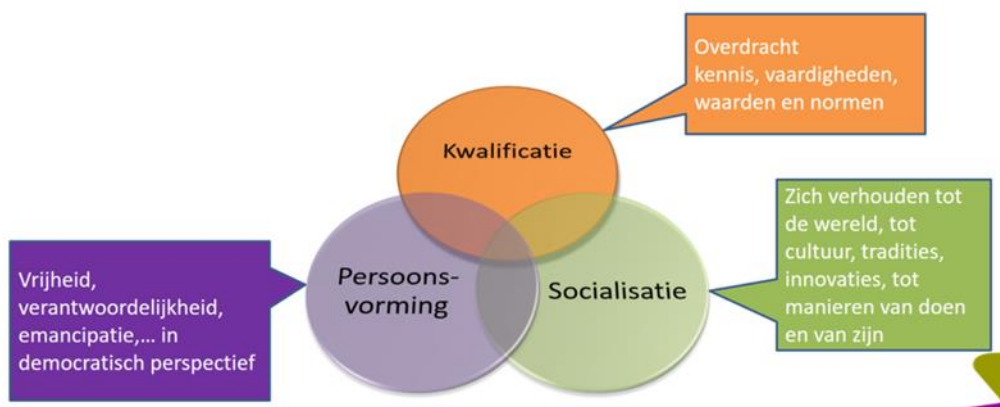 Overdracht
kennis, vaardigheden,
waarden en normen
Kwalificatie
Zich verhouden tot
de wereld, tot
cultuur, tradities,
innovaties, tot
manieren van doen
en van zijn
Vrijheid,
verantwoordelijkheid,
emancipatie,... in
democratisch perspectief
Persoons-
vorming
Socialisatie